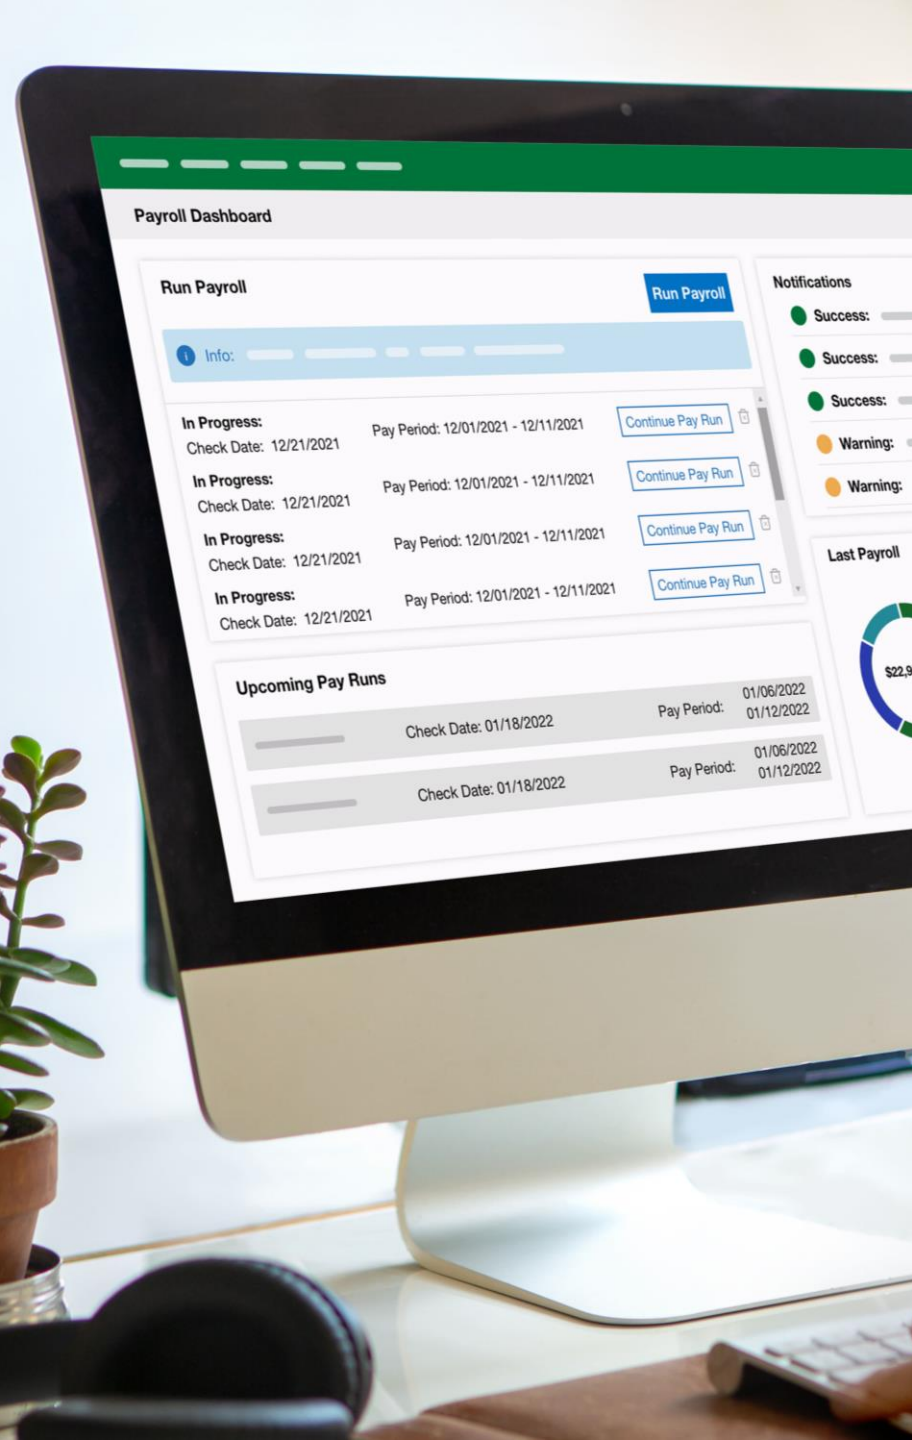 Payroll Dashboard
Run Payroll
Run Payroll
Info:
In Progress:
Check Date: 12/21/2021
Pay Period: 12/01/2021 - 12/11/2021
Continue Pay Run
In Progress:
Check Date: 12/21/2021
Pay Period: 12/01/2021 - 12/11/2021
Continue Pay Run
In Progress:
Check Date: 12/21/2021
Pay Period: 12/01/2021 - 12/11/2021
Continue Pay Run
In Progress:
Check Date: 12/21/2021
Pay Period: 12/01/2021 - 12/11/2021
Continue Pay Run
Upcoming Pay Runs
Check Date: 01/18/2022
Pay Period:
01/06/2022
01/12/2022
Check Date: 01/18/2022
Pay Period:
01/06/2022
01/12/2022
Notifications
Success:
Success:
Success:
Warning:
Warning:
Last Payroll
$22,9